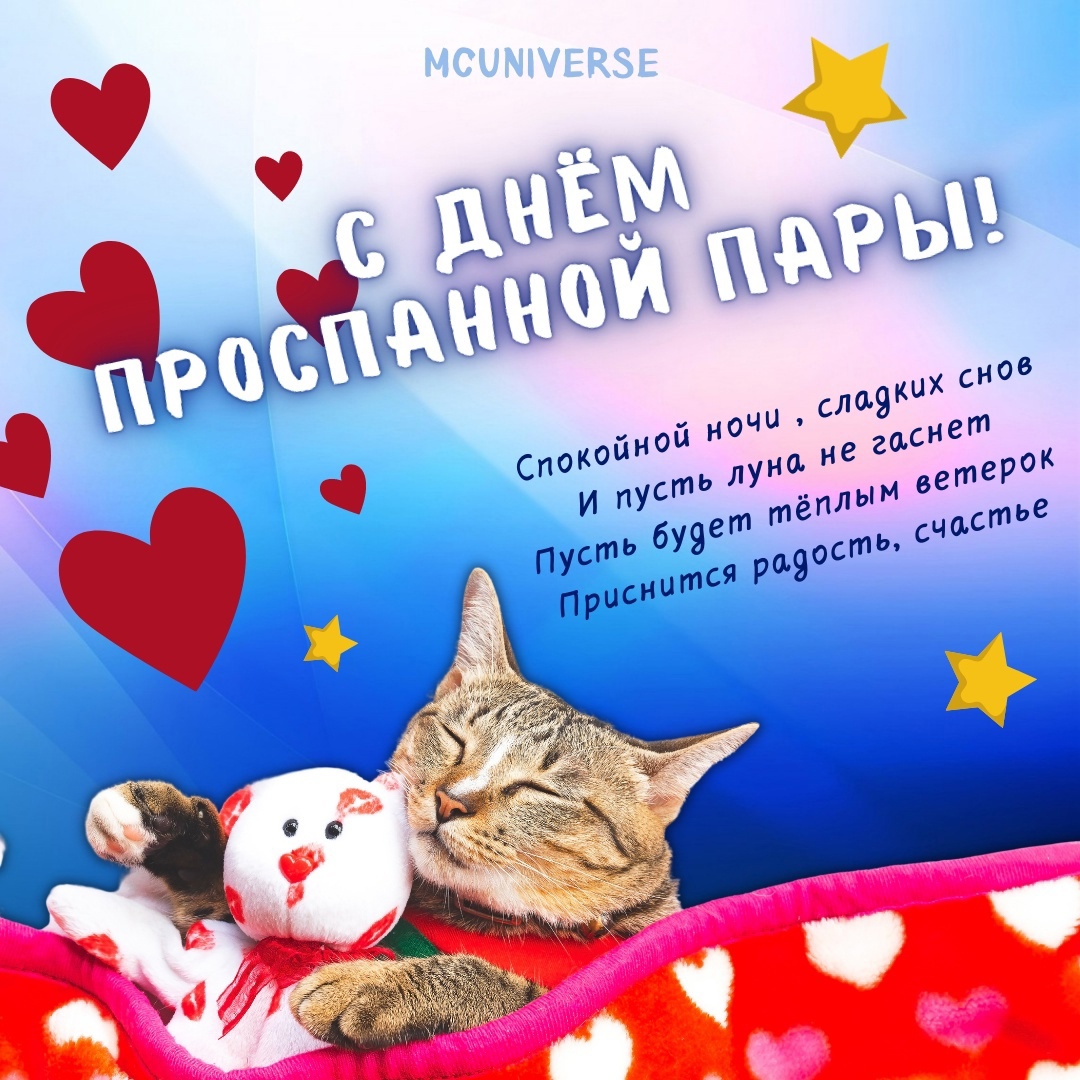 MCUNIVERSE
С ДНЁМ
ПРОСПАННОЙ ПАРЫ!
Спокойной ночи , сладких снов
И пусть луна не гаснет
Пусть будет тёплым ветерок
Приснится радость, счастье